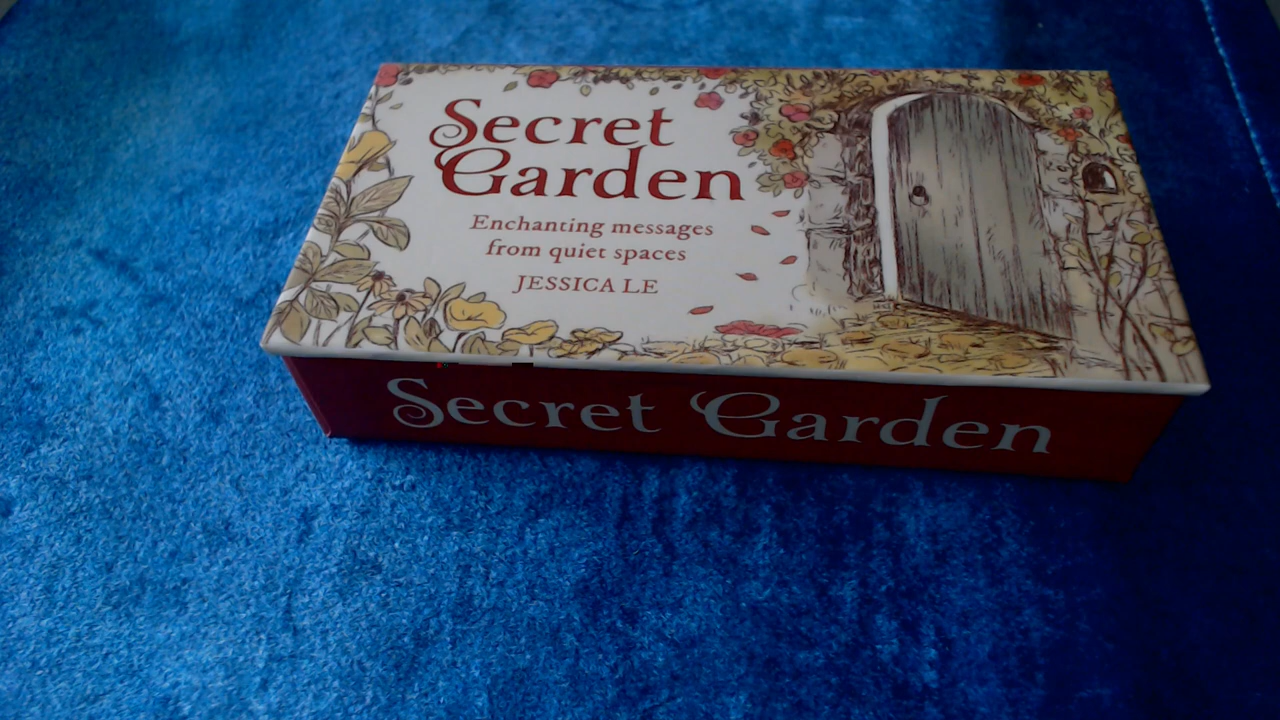 Secret
Garden
Enchanting messages
from quiet spaces
JESSICA LE
Secret Garden